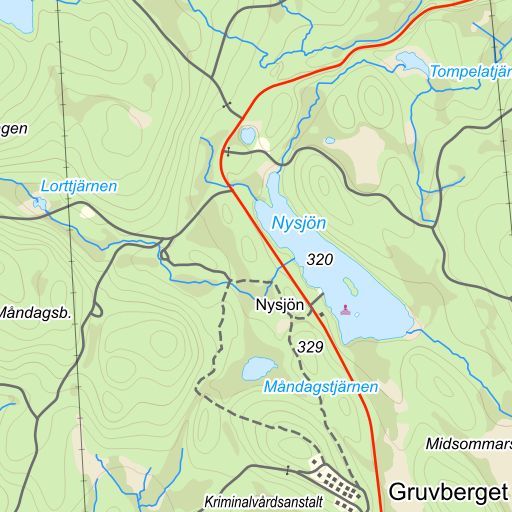 Tompelatjär
gen
Lorttjärnen
Nysjön
320
Måndagsb.
Nysjön
329
Måndagstjärnen
Midsommars
Kriminalvårdsanstalt
Gruvberget